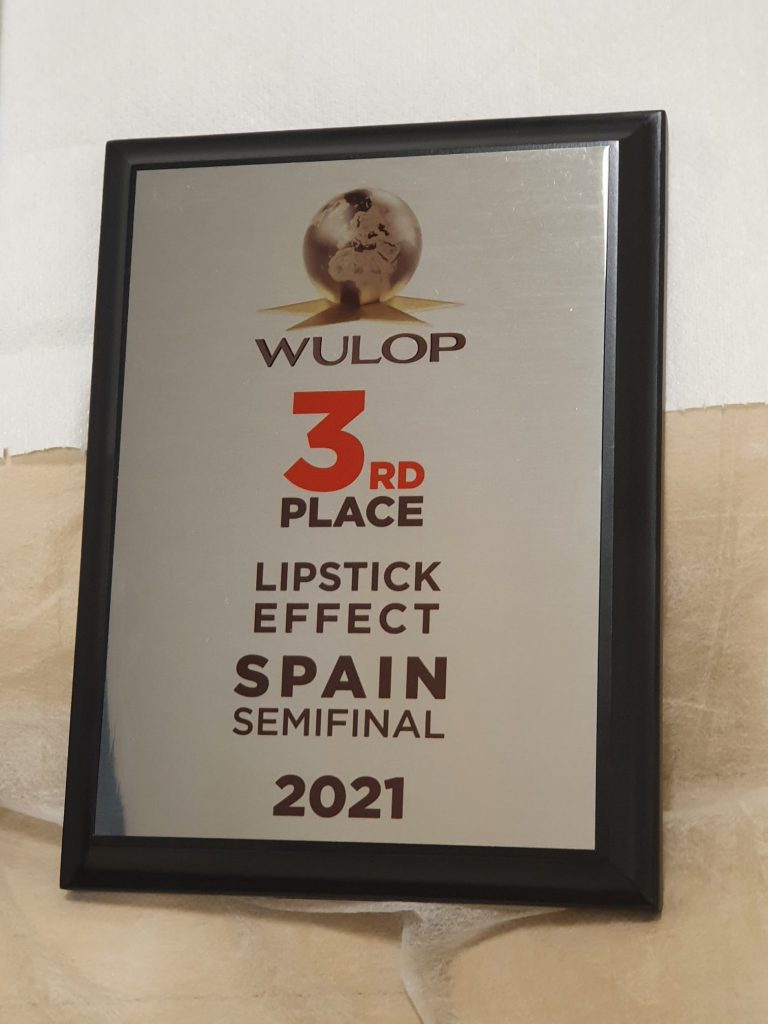 WULOP
3RD
PLACE
LIPSTICK
EFFECT
SPAIN
SEMIFINAL
2021